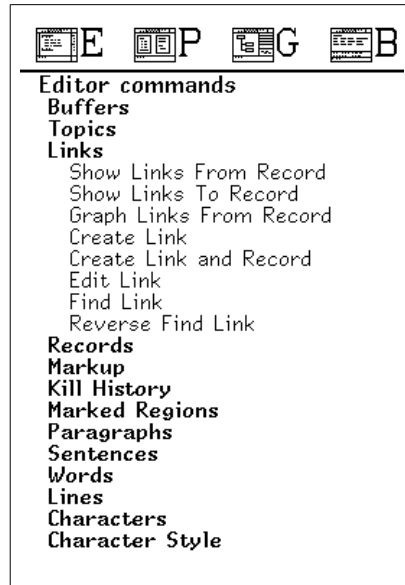 E P G B
Editor commands
Buffers
Topics
Links
Show Links From Record
Show Links To Record
Graph Links From Record
Create Link
Create Link and Record
Edit Link
Find Link
Reverse Find Link
Records
Markup
Kill History
Marked Regions
Paragraphs
Sentences
Words
Lines
Characters
Character Style